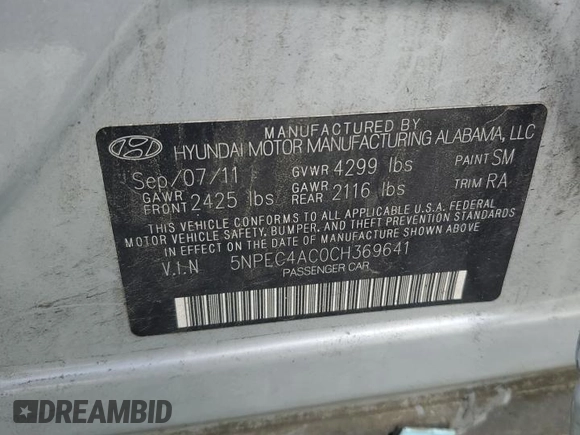 MANUFACTURED BY
HYUNDAI MOTOR MANUFACTURING ALABAMA, LLC
Sep/07/11 GVWR 4299 lbs PAINT SM
GAWR FRONT 2425 lbs GAWR REAR 2116 lbs TRIM RA
THIS VEHICLE CONFORMS TO ALL APPLICABLE U.S.A. FEDERAL
MOTOR VEHICLE SAFETY, BUMPER, AND THEFT PREVENTION STANDARDS
IN EFFECT ON THE DATE OF MANUFACTURE SHOWN ABOVE.
V.I.N 5NPEC4AC0CH369641
PASSENGER CAR
DREAMBID